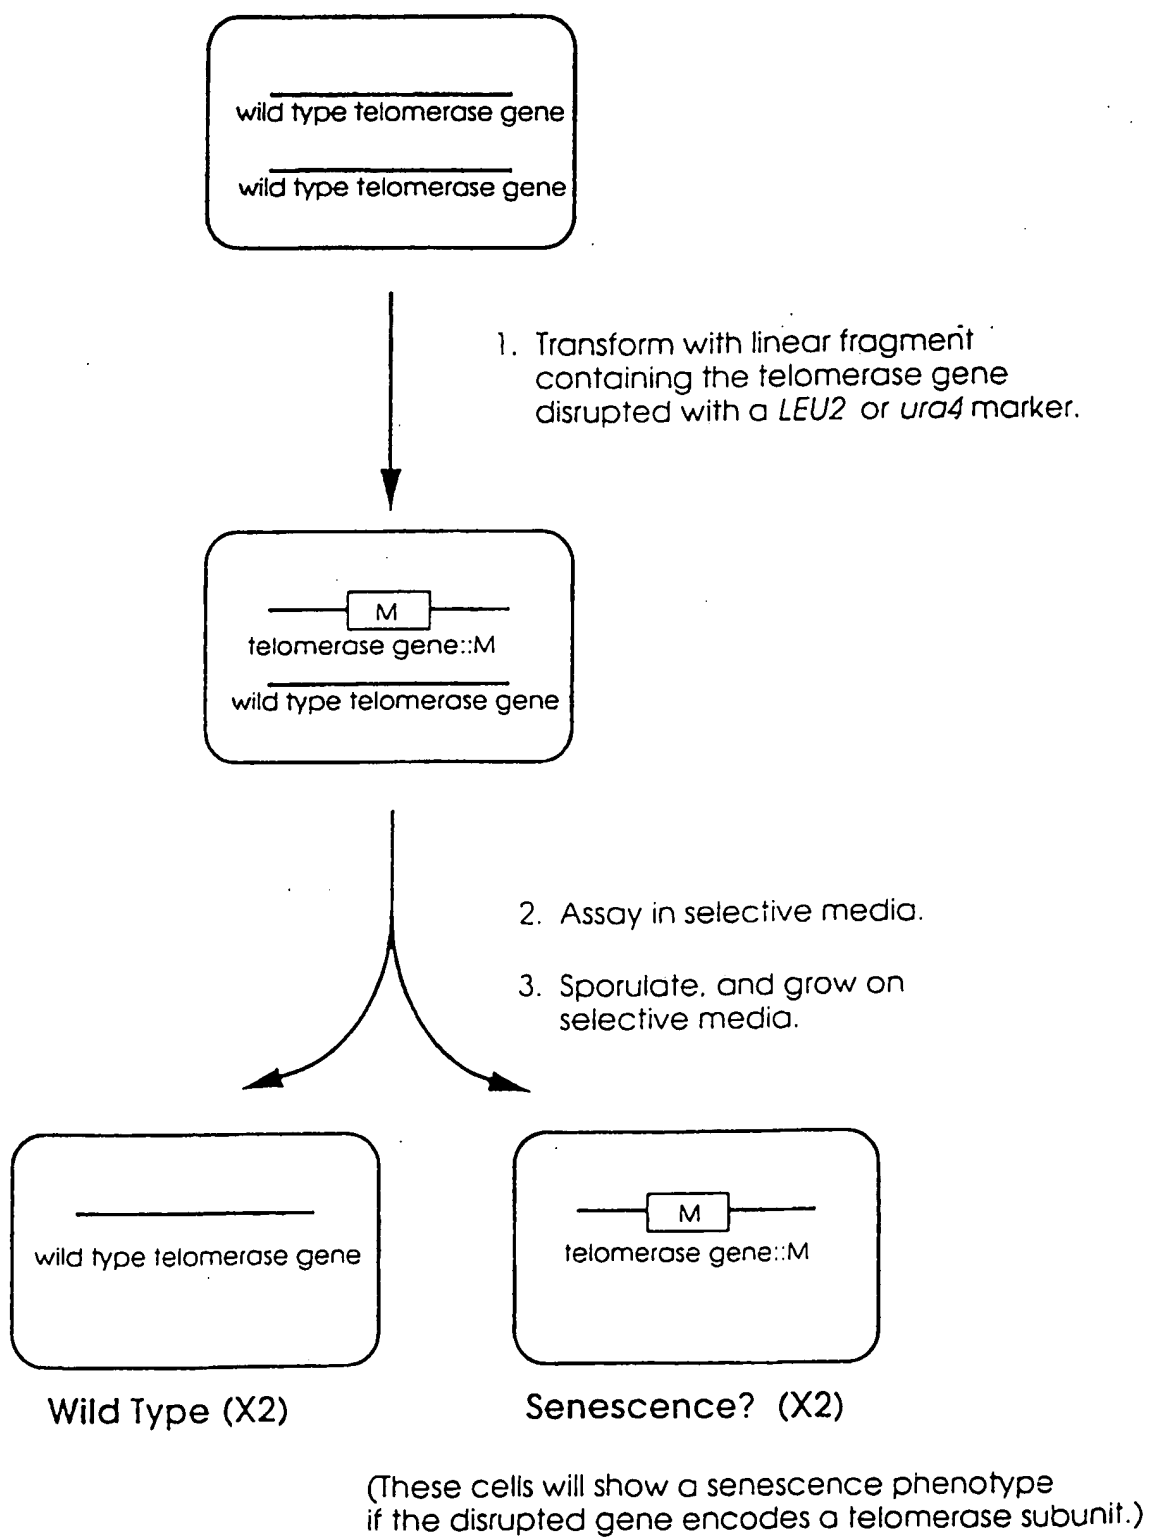 wild type telomerase gene
wild type telomerase gene
1. Transform with linear fragment
containing the telomerase gene
disrupted with a LEU2 or ura4 marker.
M
telomerase gene::M
wild type telomerase gene
2. Assay in selective media.
3. Sporulate, and grow on
selective media.
wild type telomerase gene
M
telomerase gene::M
Wild Type (X2)
Senescence? (X2)
(These cells will show a senescence phenotype
if the disrupted gene encodes a telomerase subunit.)